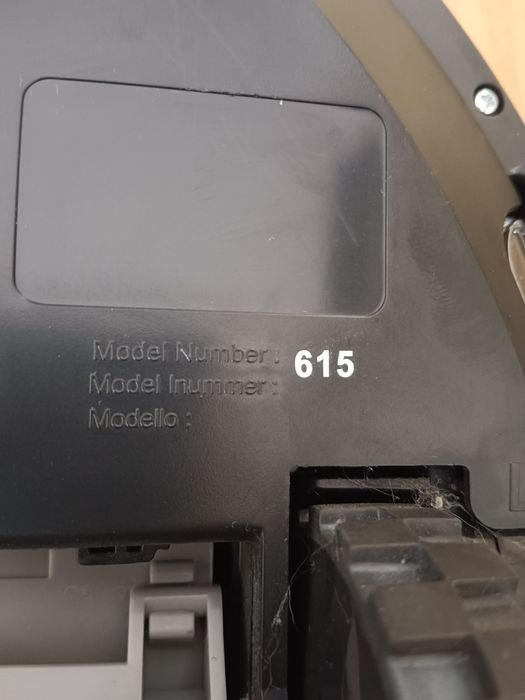 Model Number : 615
Model Inummer :
Modello :